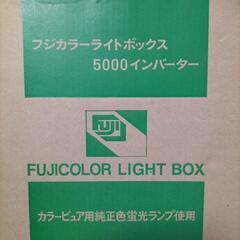 フジカラーライトボックス
5000インバーター
FUJI
FUJICOLOR LIGHT BOX
カラーピュア用純正色蛍光ランプ使用